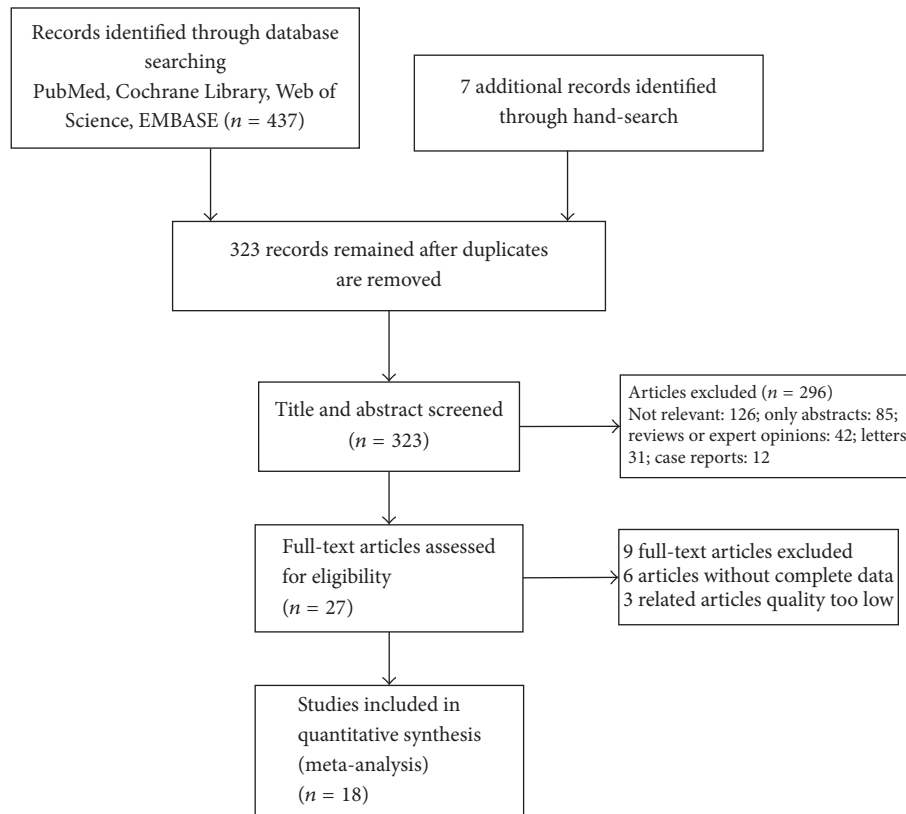 Records identified through database
searching
PubMed, Cochrane Library, Web of
Science, EMBASE (n = 437)
7 additional records identified
through hand-search
323 records remained after duplicates
are removed
Title and abstract screened
(n = 323)
Articles excluded (n = 296)
Not relevant: 126; only abstracts: 85;
reviews or expert opinions: 42; letters
31; case reports: 12
Full-text articles assessed
for eligibility
(n = 27)
9 full-text articles excluded
6 articles without complete data
3 related articles quality too low
Studies included in
quantitative synthesis
(meta-analysis)
(n = 18)